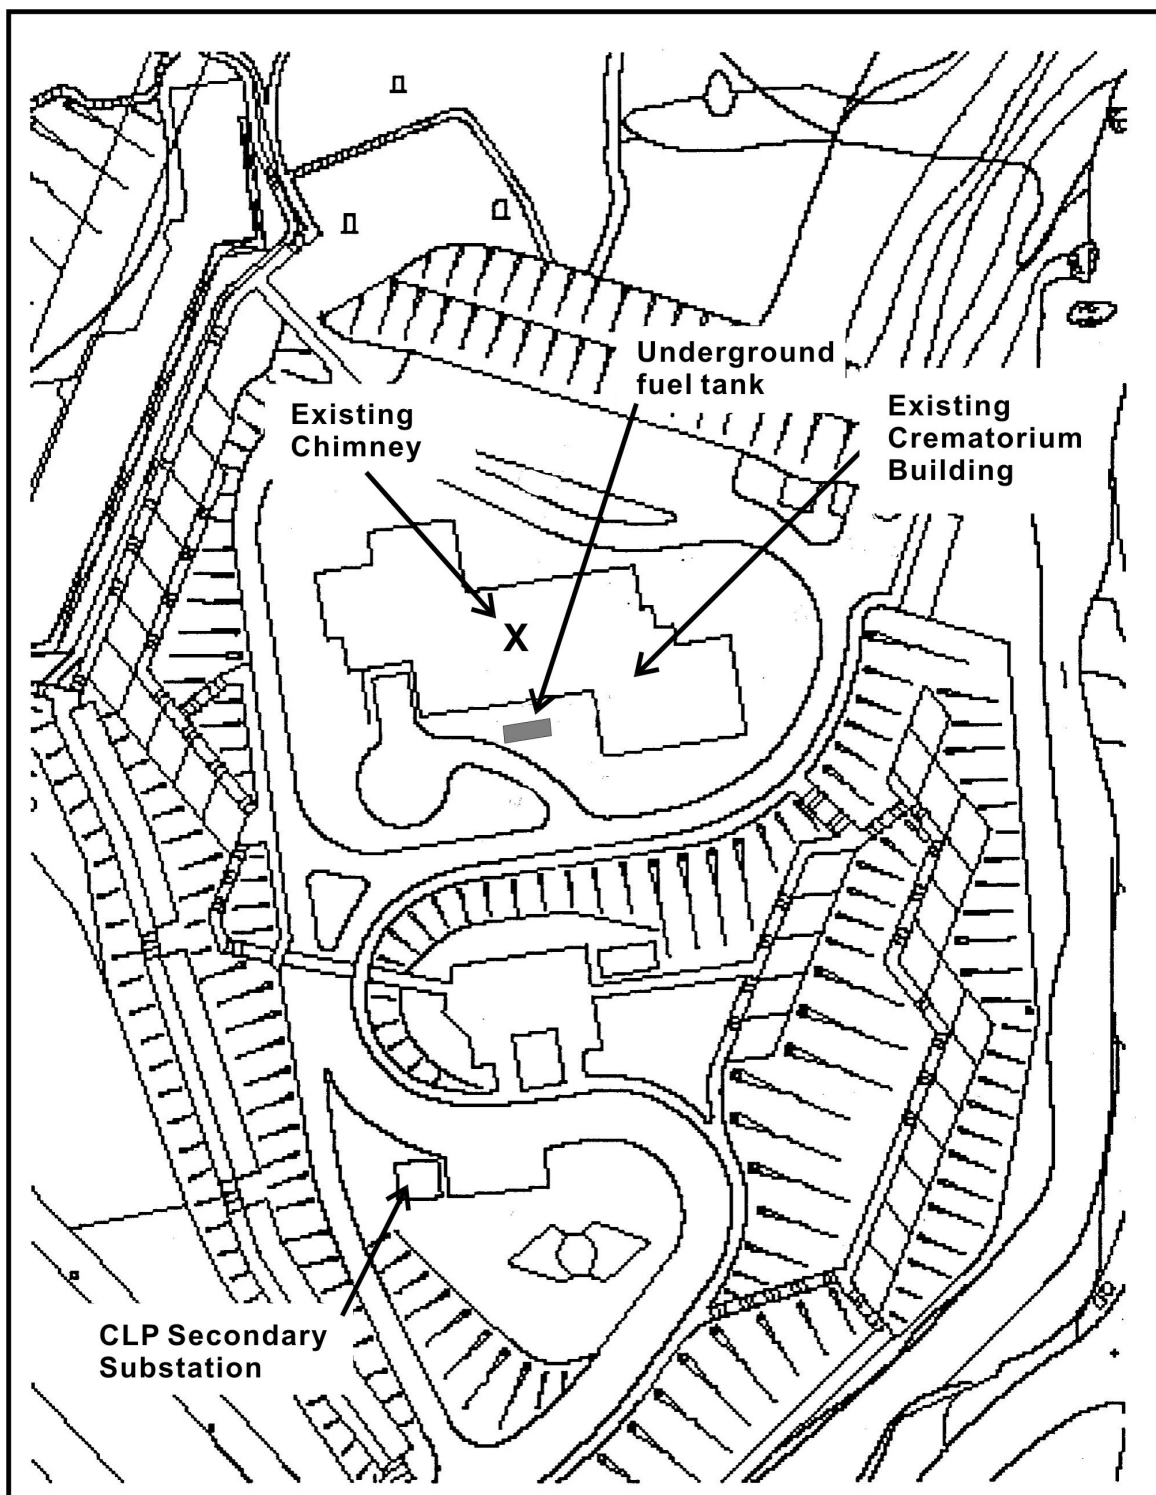 Underground
fuel tank
Existing
Chimney
Existing
Crematorium
Building
X
CLP Secondary
Substation